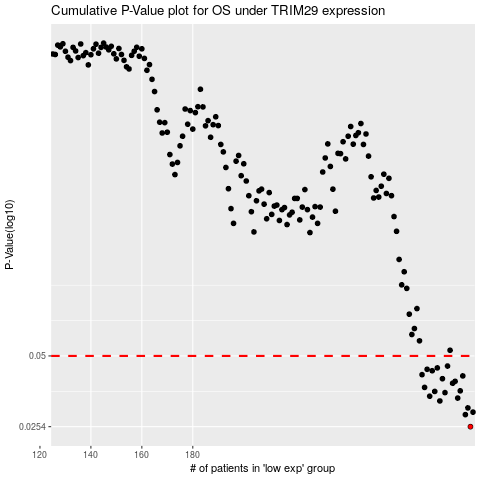 Cumulative P-Value plot for OS under TRIM29 expression
P-Value(log10)
0.05
0.0254
120 140 160 180
# of patients in 'low exp' group